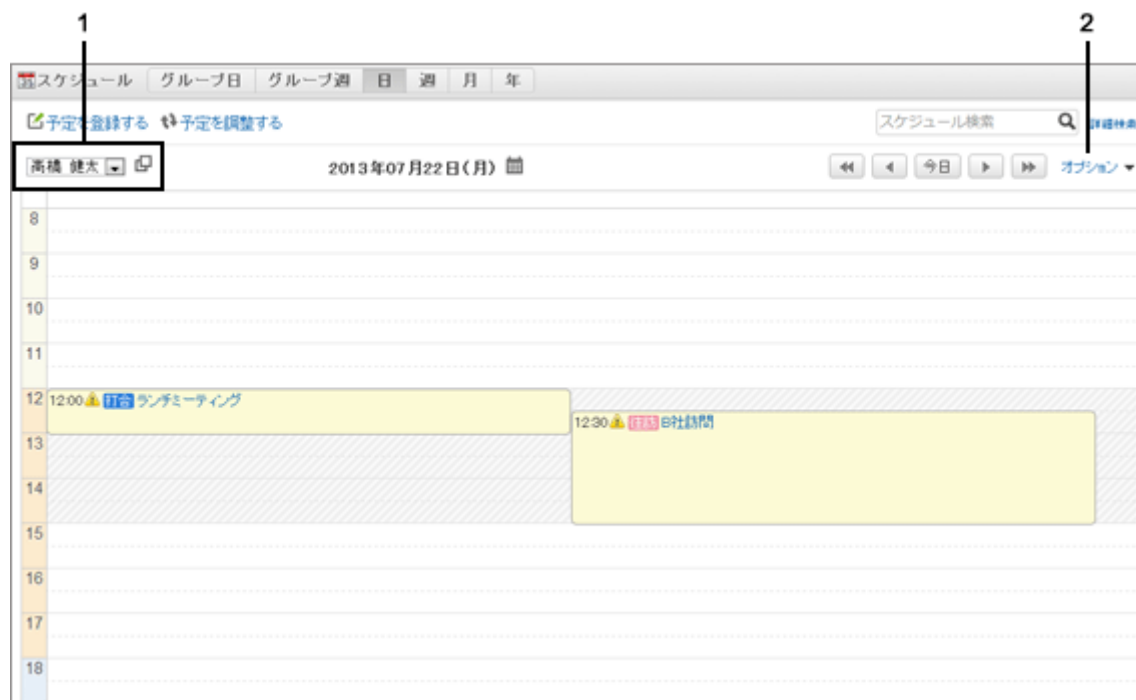 1 2
スケジュール グループ日 グループ週 日 週 月 年
予定を登録する 予定を調整する スケジュール検索 詳細検索
高橋 健太 2013年07月22日(月) 今日 オプション
8
9
10
11
12 12:00 打合 ランチミーティング
12:30 往訪 B社訪問
13
14
15
16
17
18